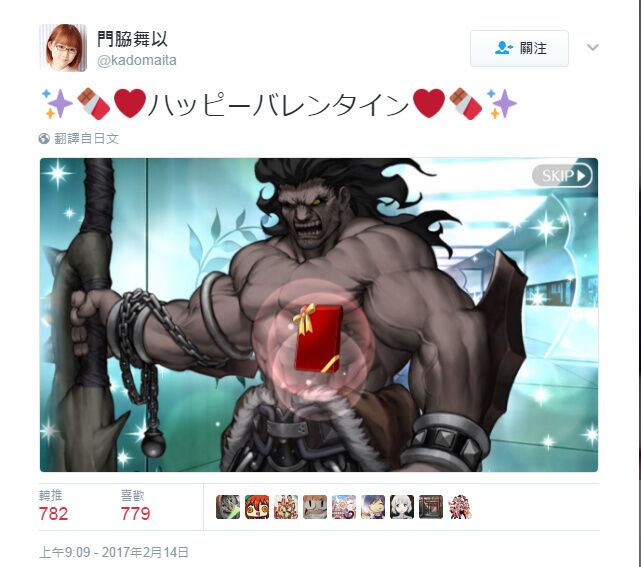 門脇舞以
@kadomaita
關注
✨🍫❤ハッピーバレンタイン❤🍫✨
翻譯自日文
SKIP
轉推
喜歡
782
779
上午9:09 - 2017年2月14日